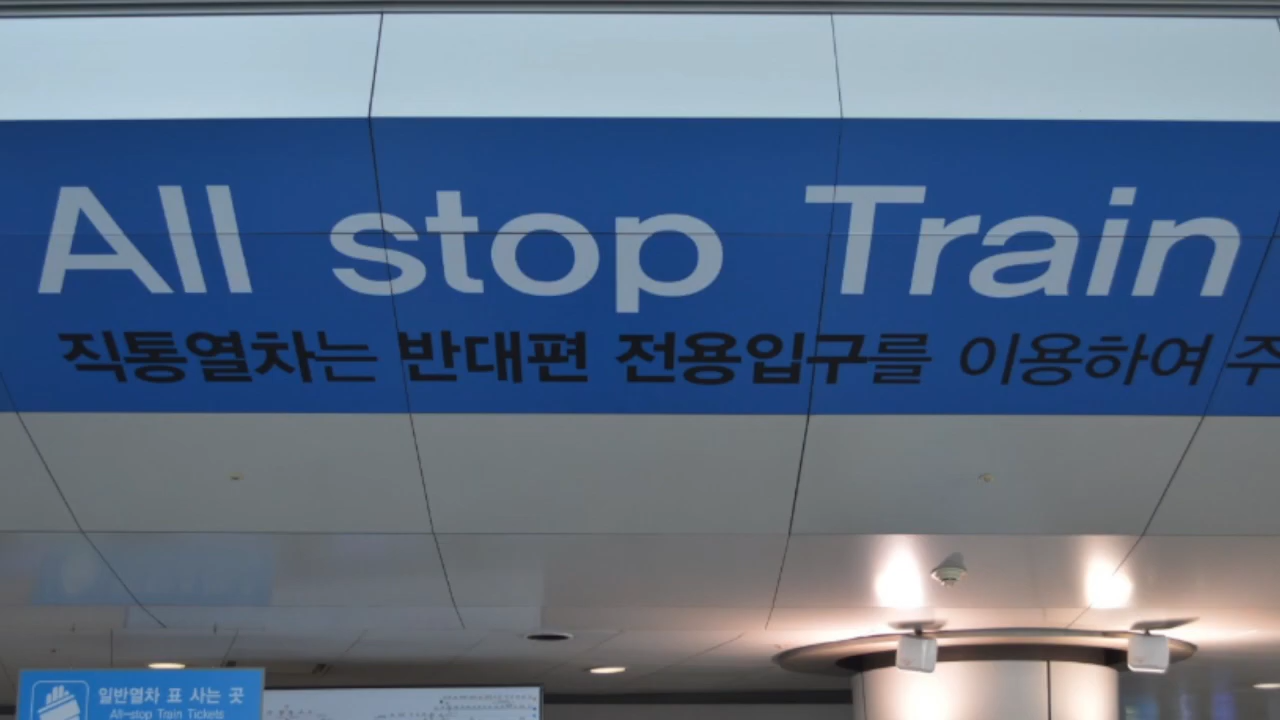 All stop Train
직통열차는 반대편 전용입구를 이용하여 주
일반열차 표 사는 곳
All-stop Train Tickets